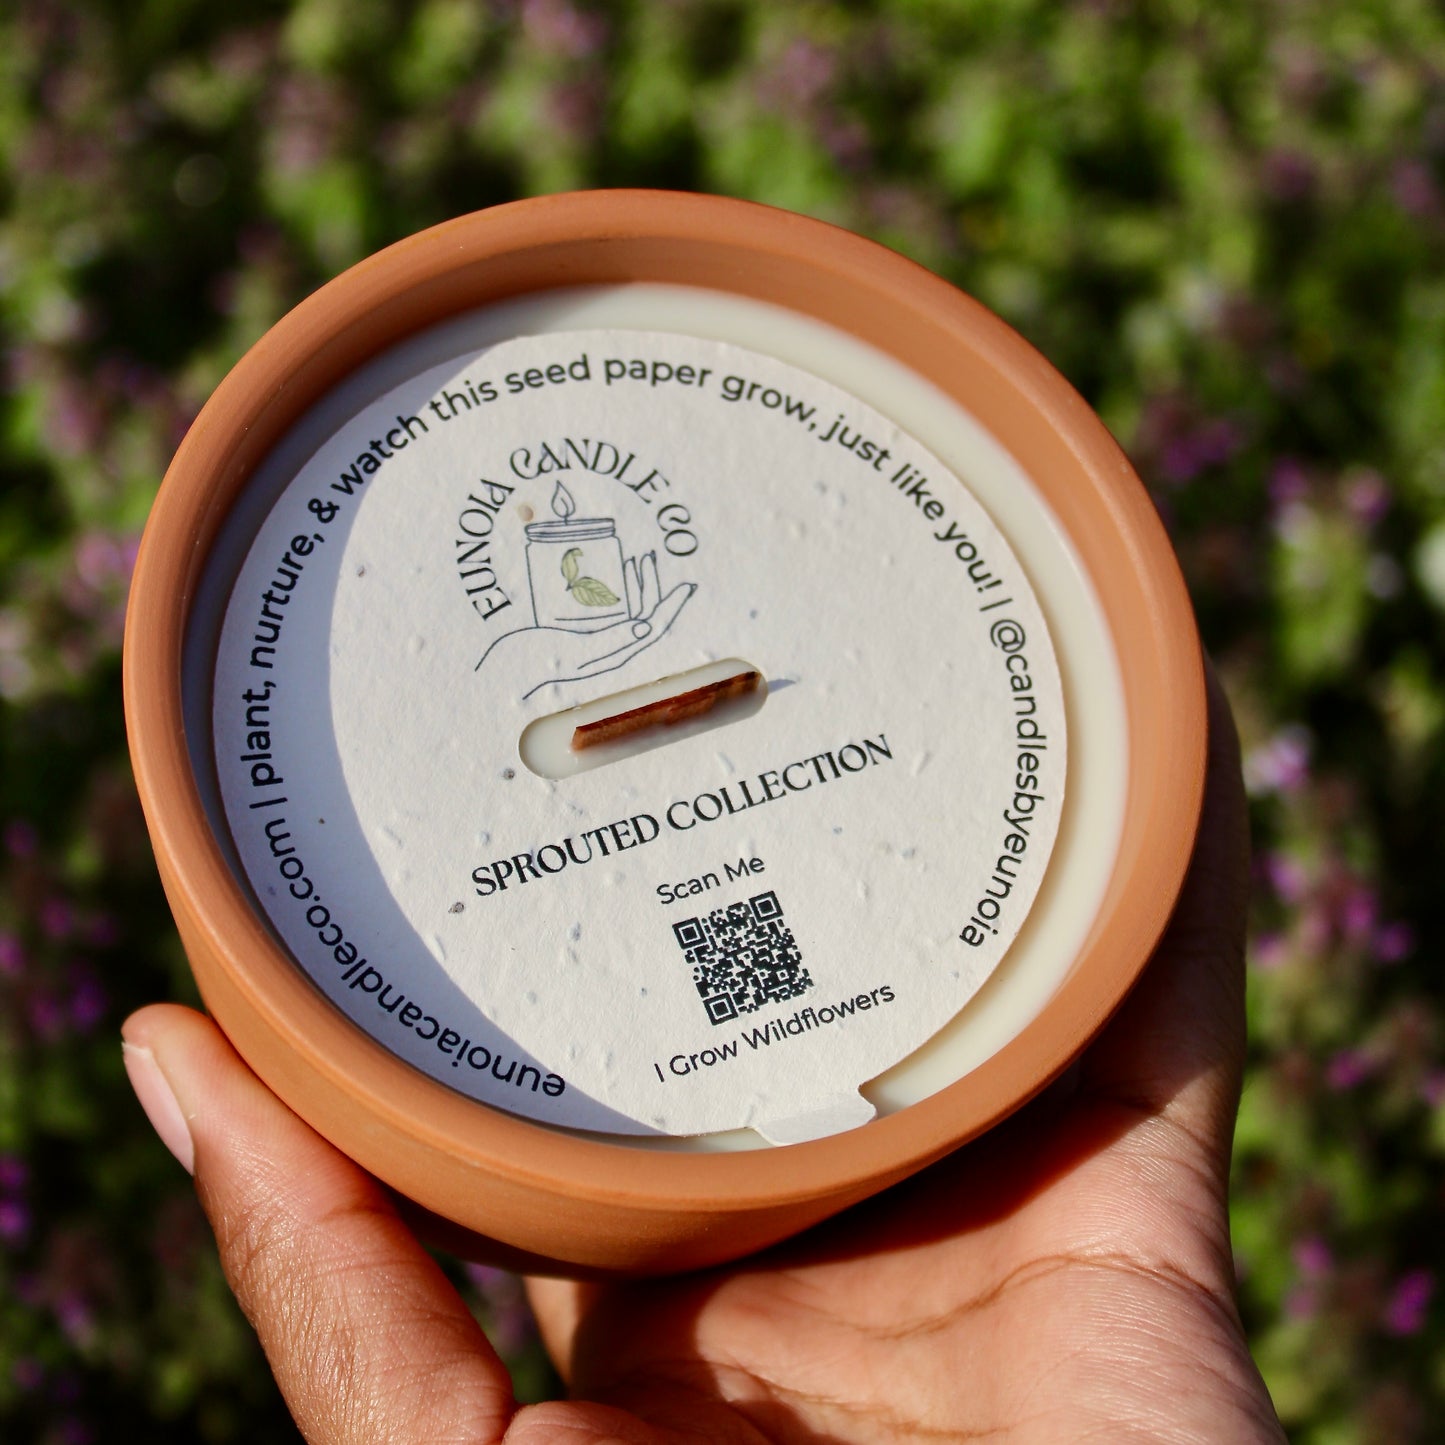 EUNOIA CANDLE CO
SPROUTED COLLECTION
Scan Me
I Grow Wildflowers
eunoiacandleco.com | plant, nurture, & watch this seed paper grow, just like you! | @candlesbyeunoia